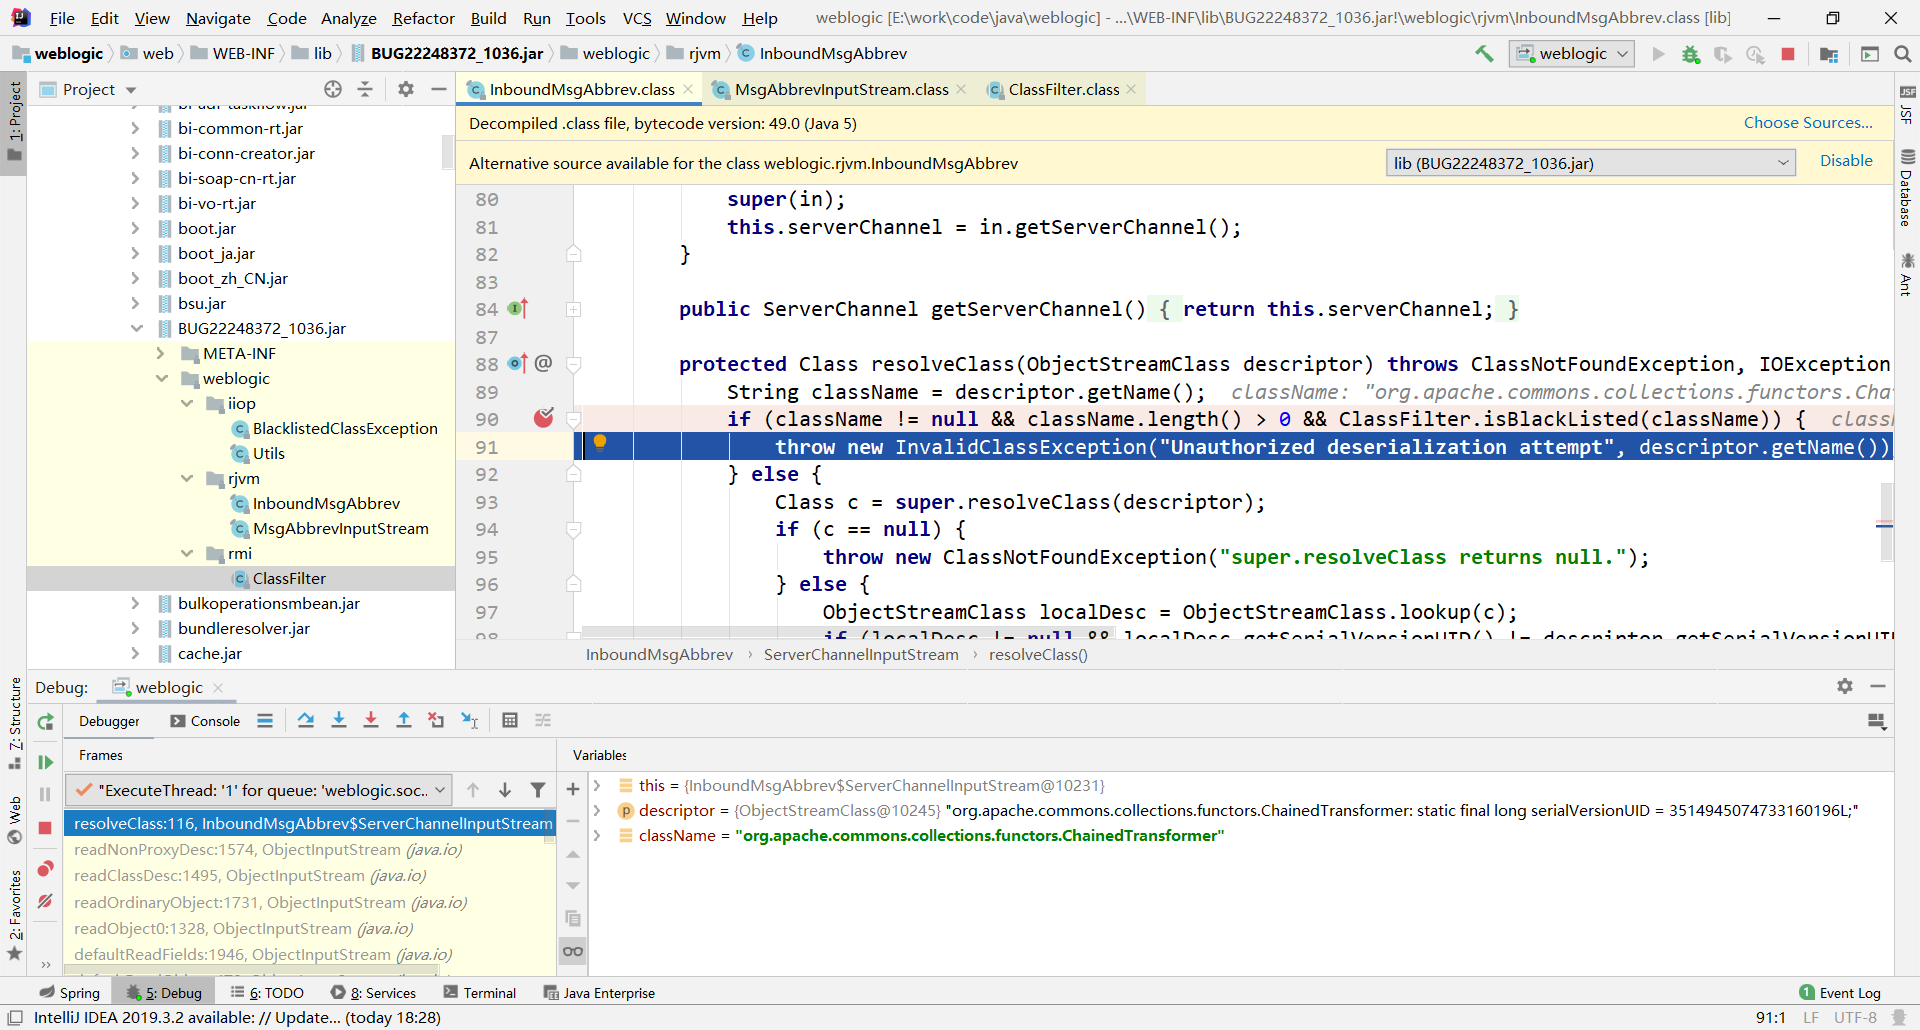 File Edit View Navigate Code Analyze Refactor Build Run Tools VCS Window Help weblogic [E:\work\code\java\weblogic] - ...\WEB-INF\lib\BUG22248372_1036.jar!\weblogic\rjvm\InboundMsgAbbrev.class [lib]
weblogic web WEB-INF lib BUG22248372_1036.jar weblogic rjvm InboundMsgAbbrev weblogic
1: Project
Project
InboundMsgAbbrev.class MsgAbbrevInputStream.class ClassFilter.class
bi-adf-taskflow.jar
bi-common-rt.jar
bi-conn-creator.jar
bi-soap-cn-rt.jar
bi-vo-rt.jar
boot.jar
boot_ja.jar
boot_zh_CN.jar
bsu.jar
BUG22248372_1036.jar
META-INF
weblogic
iiop
BlacklistedClassException
Utils
rjvm
InboundMsgAbbrev
MsgAbbrevInputStream
rmi
ClassFilter
bulkoperationsmbean.jar
bundleresolver.jar
cache.jar
Decompiled .class file, bytecode version: 49.0 (Java 5) Choose Sources...
Alternative source available for the class weblogic.rjvm.InboundMsgAbbrev lib (BUG22248372_1036.jar) Disable
80 super(in);
81 this.serverChannel = in.getServerChannel();
82 }
83
84 public ServerChannel getServerChannel() { return this.serverChannel; }
87
88 @ protected Class resolveClass(ObjectStreamClass descriptor) throws ClassNotFoundException, IOException
89 String className = descriptor.getName(); className: "org.apache.commons.collections.functors.Cha
90 if (className != null && className.length() > 0 && ClassFilter.isBlackListed(className)) { class
91 throw new InvalidClassException("Unauthorized deserialization attempt", descriptor.getName())
92 } else {
93 Class c = super.resolveClass(descriptor);
94 if (c == null) {
95 throw new ClassNotFoundException("super.resolveClass returns null.");
96 } else {
97 ObjectStreamClass localDesc = ObjectStreamClass.lookup(c);
98 if (localDesc != null && localDesc.getSerialVersionUID() != descriptor.getSerialVersionUI
InboundMsgAbbrev › ServerChannelInputStream › resolveClass()
JSF
Database
Ant
7: Structure
Web
2: Favorites
Debug: weblogic
Debugger Console
Frames
"ExecuteThread: '1' for queue: 'weblogic.soc..
resolveClass:116, InboundMsgAbbrev$ServerChannelInputStream
readNonProxyDesc:1574, ObjectInputStream (java.io)
readClassDesc:1495, ObjectInputStream (java.io)
readOrdinaryObject:1731, ObjectInputStream (java.io)
readObject0:1328, ObjectInputStream (java.io)
defaultReadFields:1946, ObjectInputStream (java.io)
Variables
this = {InboundMsgAbbrev$ServerChannelInputStream@10231}
descriptor = {ObjectStreamClass@10245} "org.apache.commons.collections.functors.ChainedTransformer: static final long serialVersionUID = 3514945074733160196L;"
className = "org.apache.commons.collections.functors.ChainedTransformer"
Spring 5: Debug 6: TODO 8: Services Terminal Java Enterprise 1 Event Log
IntelliJ IDEA 2019.3.2 available: // Update... (today 18:28) 91:1 LF UTF-8